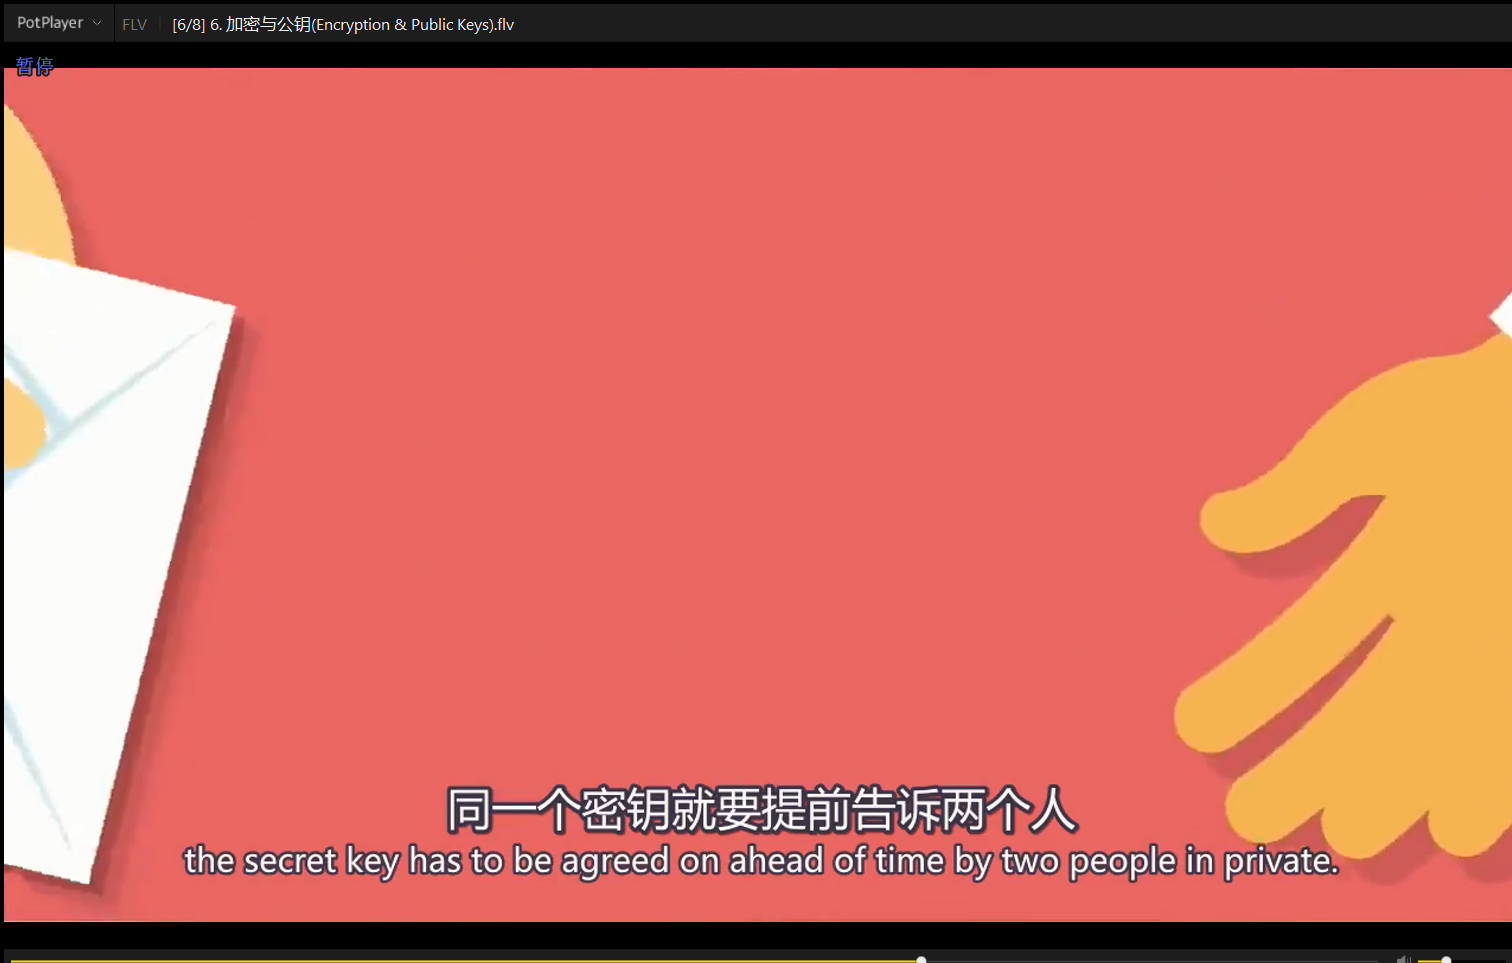 PotPlayer FLV [6/8] 6. 加密与公钥(Encryption & Public Keys).flv
暂停
同一个密钥就要提前告诉两个人
the secret key has to be agreed on ahead of time by two people in private.